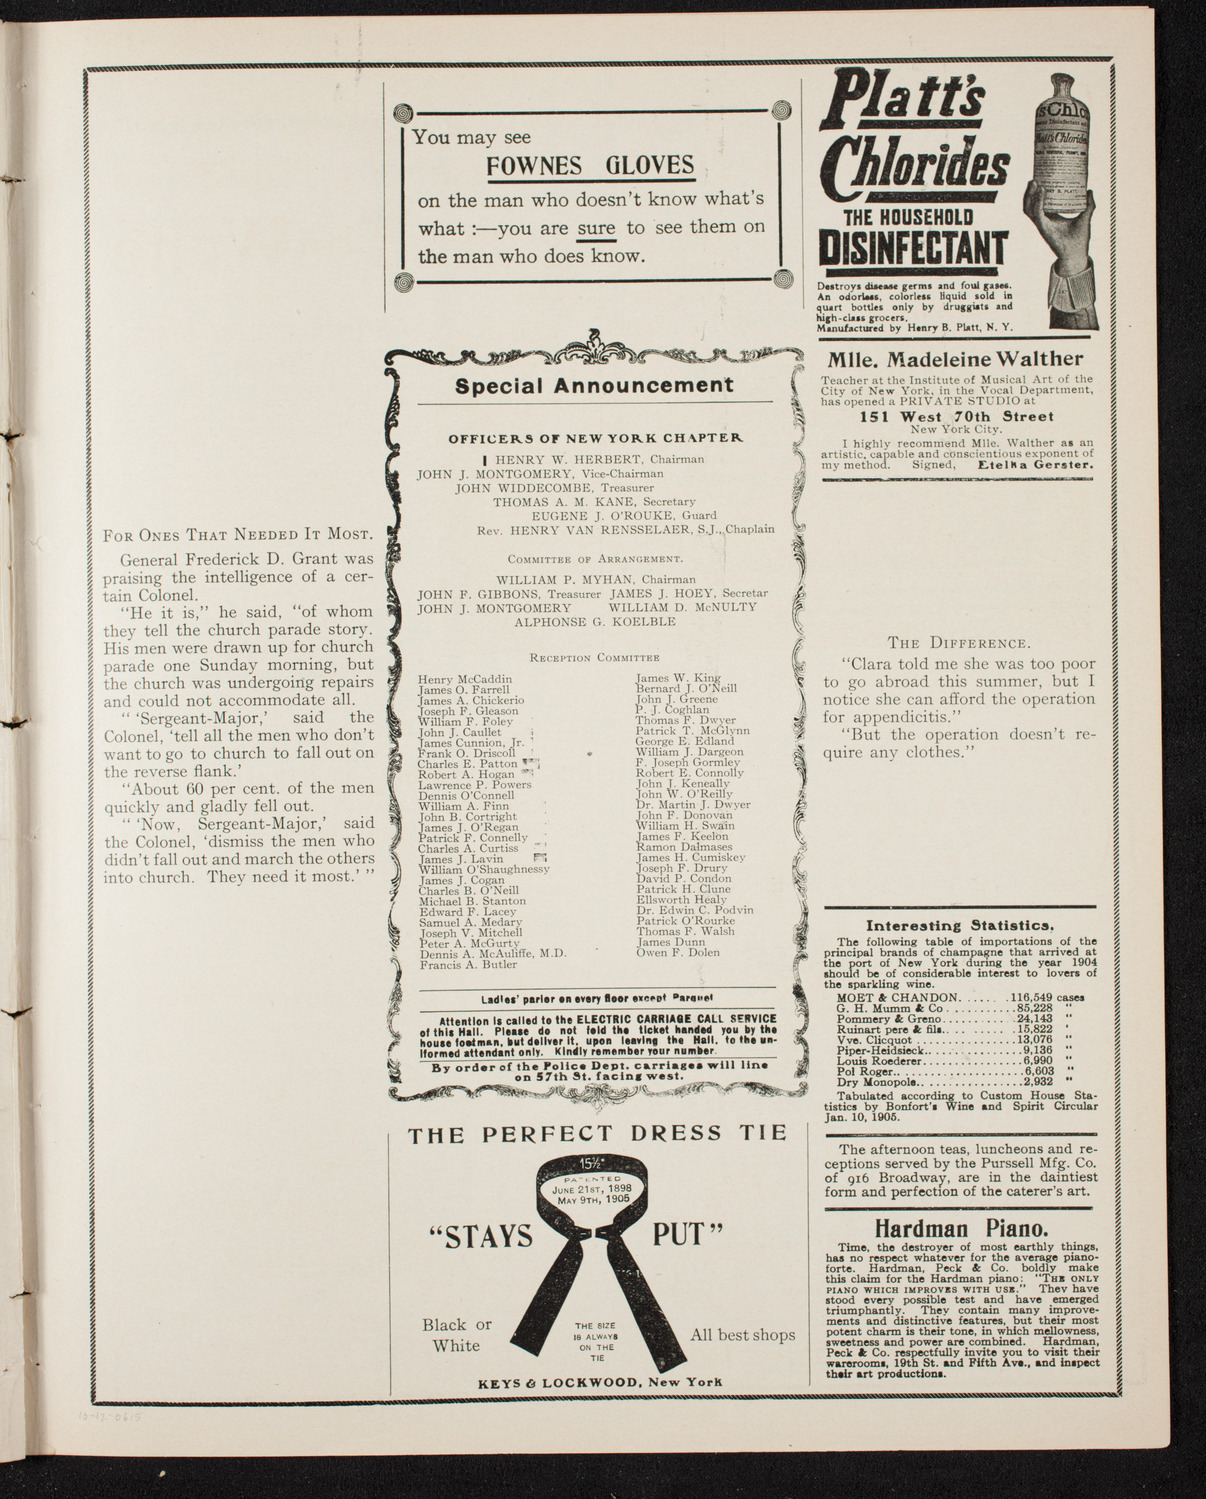 FOR ONES THAT NEEDED IT MOST.
General Frederick D. Grant was
praising the intelligence of a cer-
tain Colonel.
"He it is," he said, "of whom
they tell the church parade story.
His men were drawn up for church
parade one Sunday morning, but
the church was undergoing repairs
and could not accommodate all.
" 'Sergeant-Major,' said the
Colonel, 'tell all the men who don't
want to go to church to fall out on
the reverse flank.'
"About 60 per cent. of the men
quickly and gladly fell out.
" 'Now, Sergeant-Major,' said
the Colonel, 'dismiss the men who
didn't fall out and march the others
into church. They need it most.' "
You may see
FOWNES GLOVES
on the man who doesn't know what's
what :—you are sure to see them on
the man who does know.
Special Announcement
OFFICERS OF NEW YORK CHAPTER
HENRY W. HERBERT, Chairman
JOHN J. MONTGOMERY, Vice-Chairman
JOHN WIDDECOMBE, Treasurer
THOMAS A. M. KANE, Secretary
EUGENE J. O'ROUKE, Guard
Rev. HENRY VAN RENSSELAER, S.J., Chaplain
COMMITTEE OF ARRANGEMENT.
WILLIAM P. MYHAN, Chairman
JOHN F. GIBBONS, Treasurer JAMES J. HOEY, Secretar
JOHN J. MONTGOMERY WILLIAM D. McNULTY
ALPHONSE G. KOELBLE
RECEPTION COMMITTEE
Henry McCaddin
James O. Farrell
James A. Chickerio
Joseph F. Gleason
William F. Foley
John J. Caullet
James Cunnion, Jr.
Frank O. Driscoll
Charles E. Patton
Robert A. Hogan
Lawrence P. Powers
Dennis O'Connell
William A. Finn
John B. Cortright
James J. O'Regan
Patrick F. Connelly
Charles A. Curtiss
James J. Lavin
William O'Shaughnessy
James J. Cogan
Charles B. O'Neill
Michael B. Stanton
Edward F. Lacey
Samuel A. Medary
Joseph V. Mitchell
Peter A. McGurty
Dennis A. McAuliffe, M.D.
Francis A. Butler
James W. King
Bernard J. O'Neill
John J. Greene
P. J. Coghlan
Thomas F. Dwyer
Patrick T. McGlynn
George E. Edland
William J. Dargeon
F. Joseph Gormley
Robert E. Connolly
John J. Keneally
John W. O'Reilly
Dr. Martin J. Dwyer
John F. Donovan
William H. Swain
James F. Keelon
Ramon Dalmases
James H. Cumiskey
Joseph F. Drury
David P. Condon
Patrick H. Clune
Ellsworth Healy
Dr. Edwin C. Podvin
Patrick O'Rourke
Thomas F. Walsh
James Dunn
Owen F. Dolen
Ladies' parlor on every floor except Parquet
Attention is called to the ELECTRIC CARRIAGE CALL SERVICE
of this Hall. Please do not fold the ticket handed you by the
house footman, but deliver it, upon leaving the Hall, to the un-
iformed attendant only. Kindly remember your number.
By order of the Police Dept. carriages will line
on 57th St. facing west.
THE PERFECT DRESS TIE
15½
PATENTED
JUNE 21ST, 1898
MAY 9TH, 1905
"STAYS PUT"
Black or
White
THE SIZE
IS ALWAYS
ON THE
TIE
All best shops
KEYS & LOCKWOOD, New York
Platt's
Chlorides
THE HOUSEHOLD
DISINFECTANT
Destroys disease germs and foul gases.
An odorless, colorless liquid sold in
quart bottles only by druggists and
high-class grocers.
Manufactured by Henry B. Platt, N. Y.
Mlle. Madeleine Walther
Teacher at the Institute of Musical Art of the
City of New York, in the Vocal Department,
has opened a PRIVATE STUDIO at
151 West 70th Street
New York City.
I highly recommend Mlle. Walther as an
artistic, capable and conscientious exponent of
my method. Signed, Etelka Gerster.
THE DIFFERENCE.
"Clara told me she was too poor
to go abroad this summer, but I
notice she can afford the operation
for appendicitis."
"But the operation doesn't re-
quire any clothes."
Interesting Statistics.
The following table of importations of the
principal brands of champagne that arrived at
the port of New York during the year 1904
should be of considerable interest to lovers of
the sparkling wine.
MOET & CHANDON........116,549 cases
G. H. Mumm & Co...........85,228 "
Pommery & Greno..........24,143 "
Ruinart pere & fils..........15,822 '
Vve. Clicquot................13,076 "
Piper-Heidsieck..............9,136 "
Louis Roederer..............6,990 "
Pol Roger....................6,603 "
Dry Monopole................2,932 "
Tabulated according to Custom House Sta-
tistics by Bonfort's Wine and Spirit Circular
Jan. 10, 1905.
The afternoon teas, luncheons and re-
ceptions served by the Purssell Mfg. Co.
of 916 Broadway, are in the daintiest
form and perfection of the caterer's art.
Hardman Piano.
Time, the destroyer of most earthly things,
has no respect whatever for the average piano-
forte. Hardman, Peck & Co. boldly make
this claim for the Hardman piano: "THE ONLY
PIANO WHICH IMPROVES WITH USE." They have
stood every possible test and have emerged
triumphantly. They contain many improve-
ments and distinctive features, but their most
potent charm is their tone, in which mellowness,
sweetness and power are combined. Hardman,
Peck & Co. respectfully invite you to visit their
warerooms, 19th St. and Fifth Ave., and inspect
their art productions.